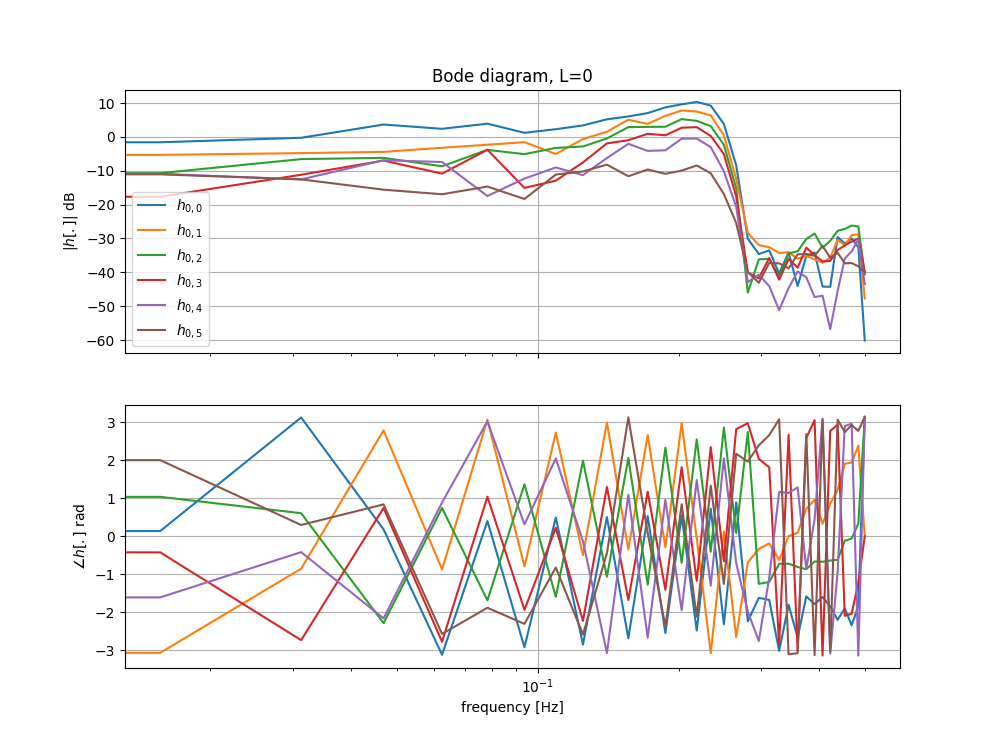 Bode diagram, L=0
|h[.]| dB
10
0
−10
−20
−30
−40
−50
−60
h0,0
h0,1
h0,2
h0,3
h0,4
h0,5
∠h[.] rad
3
2
1
0
−1
−2
−3
10−1
frequency [Hz]